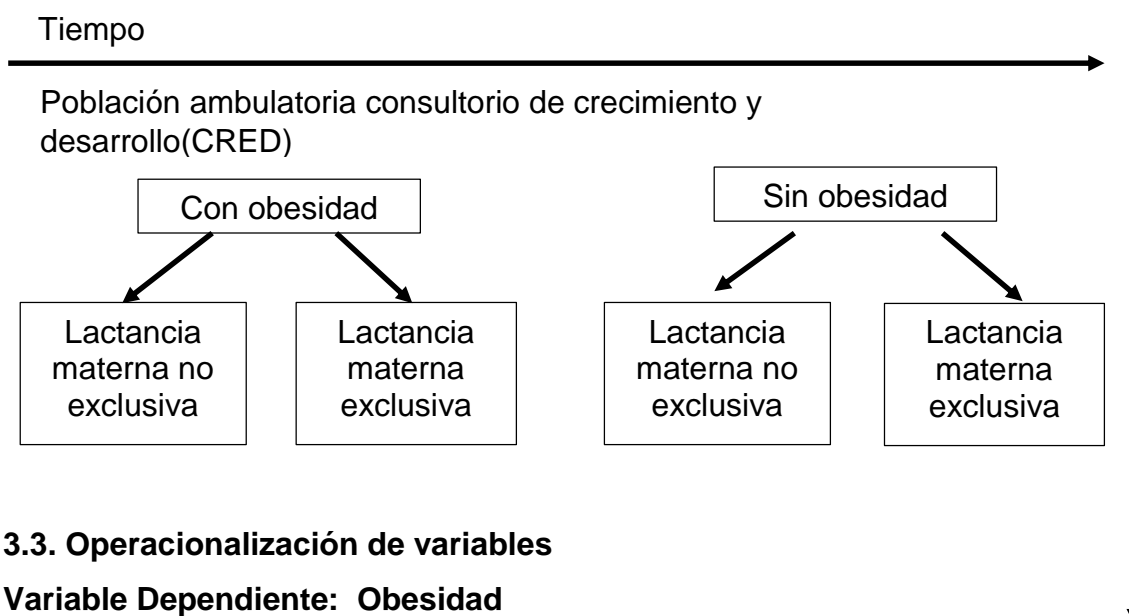 Tiempo
Población ambulatoria consultorio de crecimiento y
desarrollo(CRED)
Con obesidad
Sin obesidad
Lactancia
materna no
exclusiva
Lactancia
materna
exclusiva
Lactancia
materna no
exclusiva
Lactancia
materna
exclusiva
3.3. Operacionalización de variables
Variable Dependiente: Obesidad